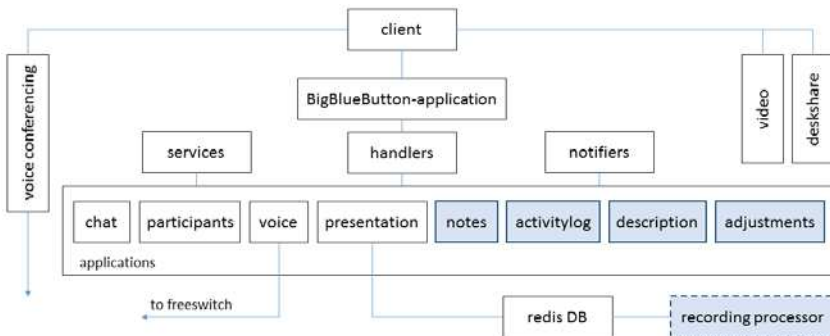 client
voice conferencing
BigBlueButton-application
video
deskshare
services
handlers
notifiers
chat
participants
voice
presentation
notes
activitylog
description
adjustments
applications
to freeswitch
redis DB
recording processor